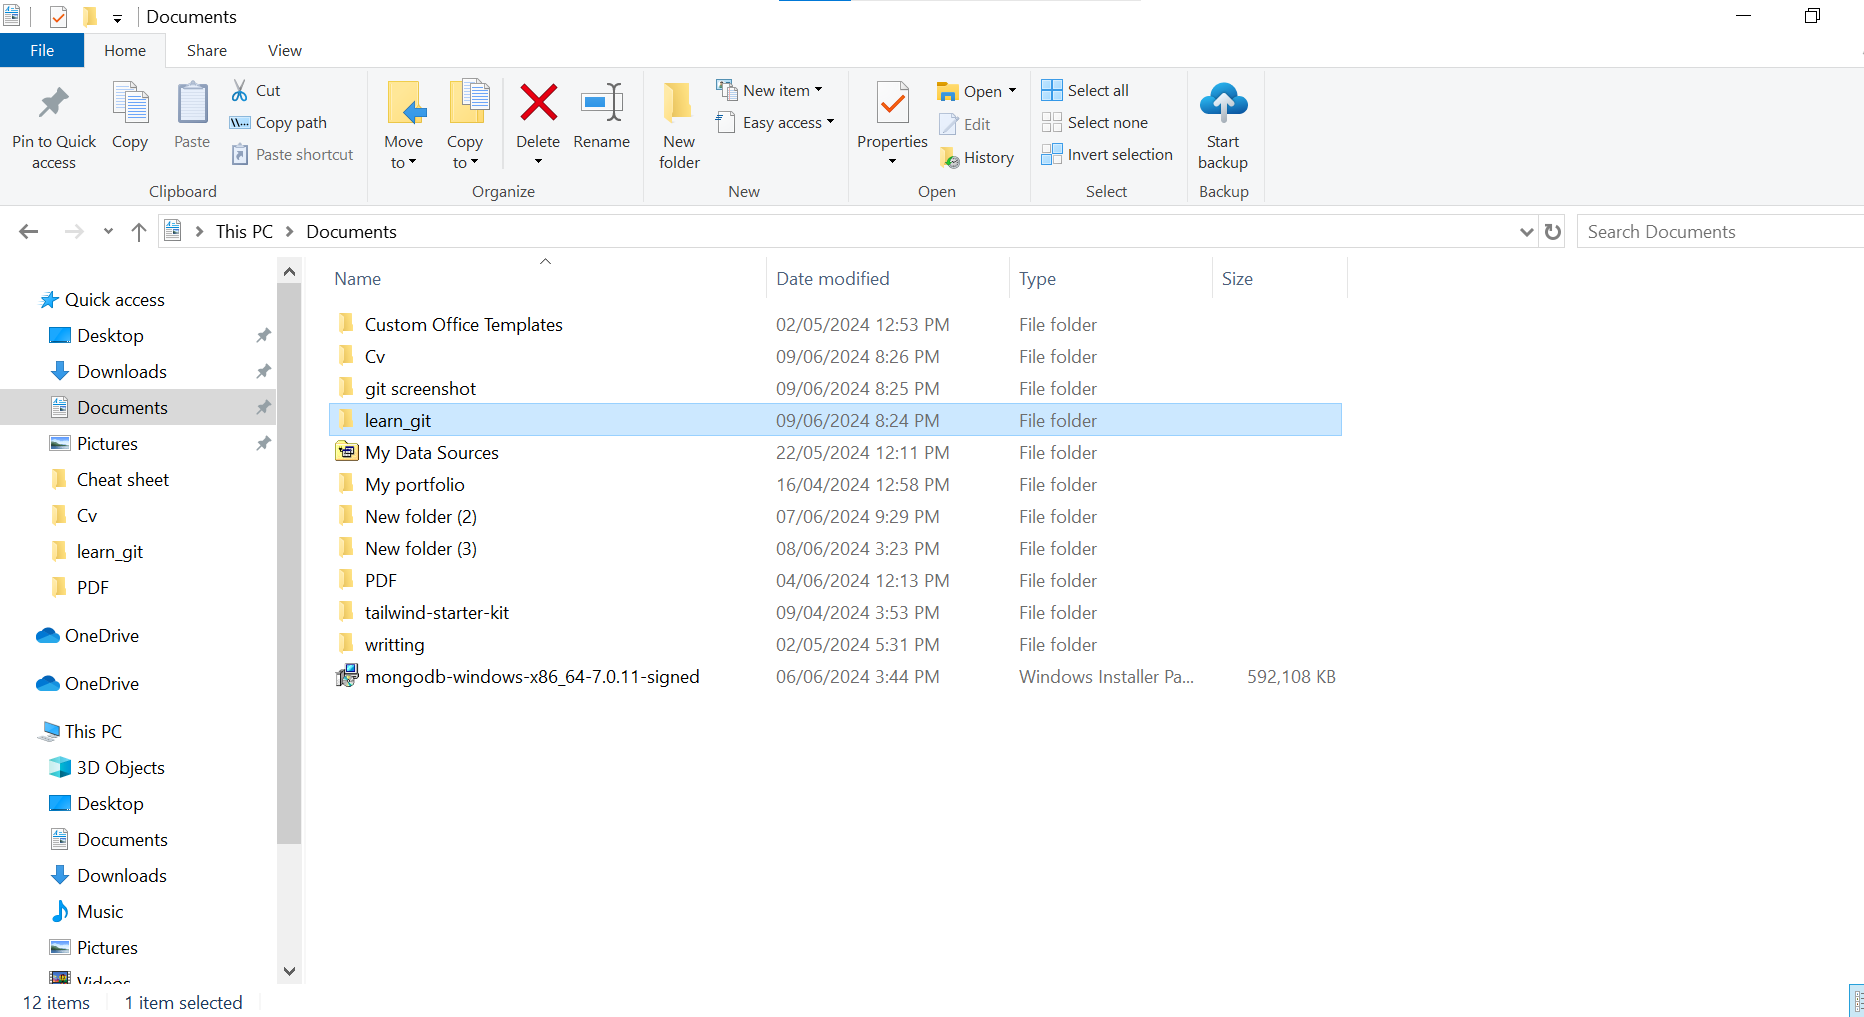 Documents
File Home Share View
Pin to Quick access
Copy
Paste
Cut
Copy path
Paste shortcut
Clipboard
Move to
Copy to
Delete
Rename
Organize
New folder
New item
Easy access
New
Properties
Open
Edit
History
Open
Select all
Select none
Invert selection
Select
Start backup
Backup
This PC Documents
Search Documents
Quick access
Desktop
Downloads
Documents
Pictures
Cheat sheet
Cv
learn_git
PDF
OneDrive
OneDrive
This PC
3D Objects
Desktop
Documents
Downloads
Music
Pictures
Videos
Name Date modified Type Size
Custom Office Templates 02/05/2024 12:53 PM File folder
Cv 09/06/2024 8:26 PM File folder
git screenshot 09/06/2024 8:25 PM File folder
learn_git 09/06/2024 8:24 PM File folder
My Data Sources 22/05/2024 12:11 PM File folder
My portfolio 16/04/2024 12:58 PM File folder
New folder (2) 07/06/2024 9:29 PM File folder
New folder (3) 08/06/2024 3:23 PM File folder
PDF 04/06/2024 12:13 PM File folder
tailwind-starter-kit 09/04/2024 3:53 PM File folder
writting 02/05/2024 5:31 PM File folder
mongodb-windows-x86_64-7.0.11-signed 06/06/2024 3:44 PM Windows Installer Pa... 592,108 KB
12 items 1 item selected